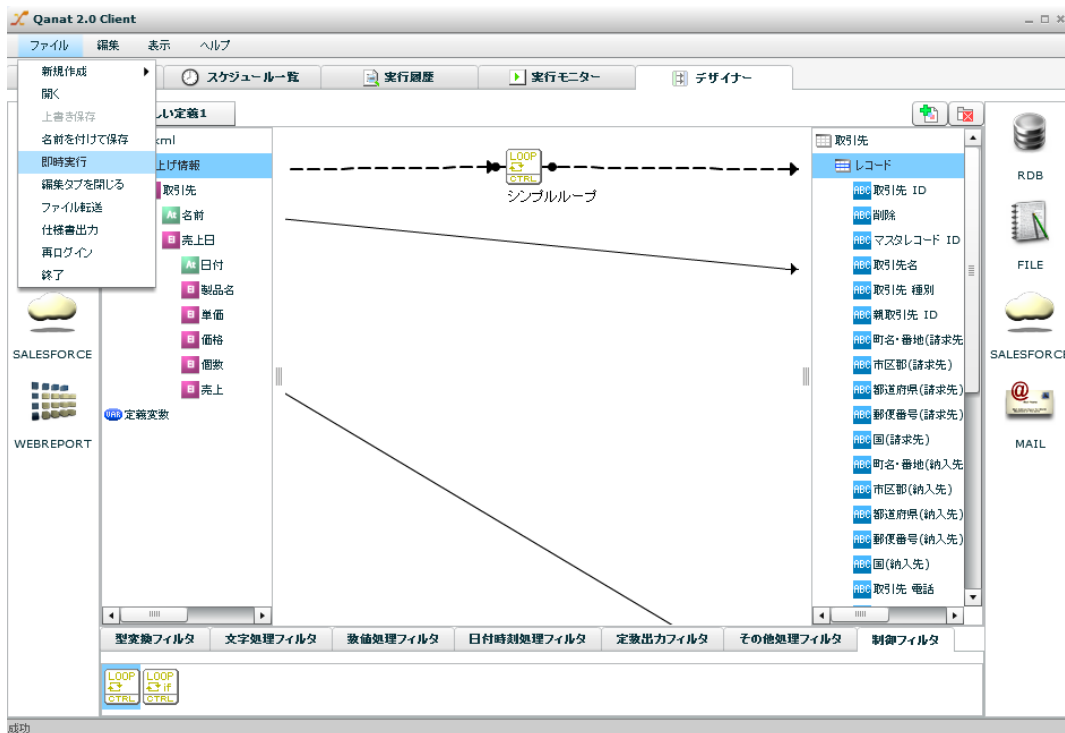 Qanat 2.0 Client
ファイル 編集 表示 ヘルプ
新規作成
開く
上書き保存
名前を付けて保存
即時実行
編集タブを閉じる
ファイル転送
仕様書出力
再ログイン
終了
スケジュール一覧 実行履歴 実行モニター デザイナー
しい定義1
xml
上げ情報
取引先
名前
売上日
日付
製品名
単価
価格
個数
売上
定義変数
SALESFORCE
WEBREPORT
LOOP
CTRL
シンプルループ
取引先
レコード
取引先 ID
削除
マスタレコード ID
取引先名
取引先 種別
親取引先 ID
町名・番地(請求先
市区郡(請求先)
都道府県(請求先)
郵便番号(請求先)
国(請求先)
町名・番地(納入先
市区郡(納入先)
都道府県(納入先)
郵便番号(納入先)
国(納入先)
取引先 電話
RDB
FILE
SALESFORCE
MAIL
型変換フィルタ 文字処理フィルタ 数値処理フィルタ 日付時刻処理フィルタ 定数出力フィルタ その他処理フィルタ 制御フィルタ
LOOP LOOP
if
CTRL CTRL
成功